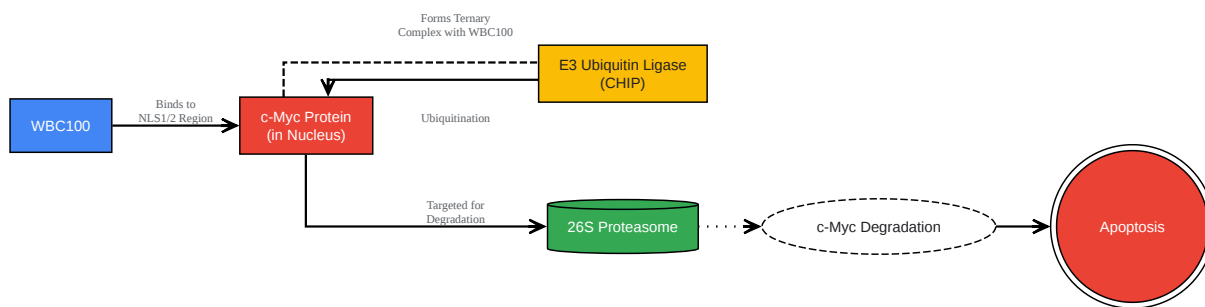 Forms Ternary
Complex with WBC100
E3 Ubiquitin Ligase
(CHIP)
WBC100
Binds to
NLS1/2 Region
c-Myc Protein
(in Nucleus)
Ubiquitination
Targeted for
Degradation
26S Proteasome
c-Myc Degradation
Apoptosis